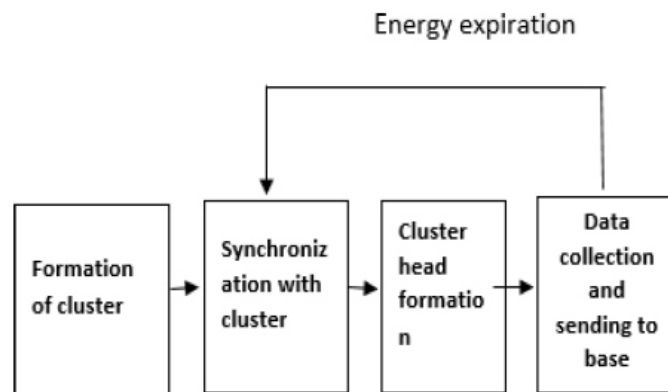 Energy expiration
Formation
of cluster
Synchroniz
ation with
cluster
Cluster
head
formatio
n
Data
collection
and
sending to
base